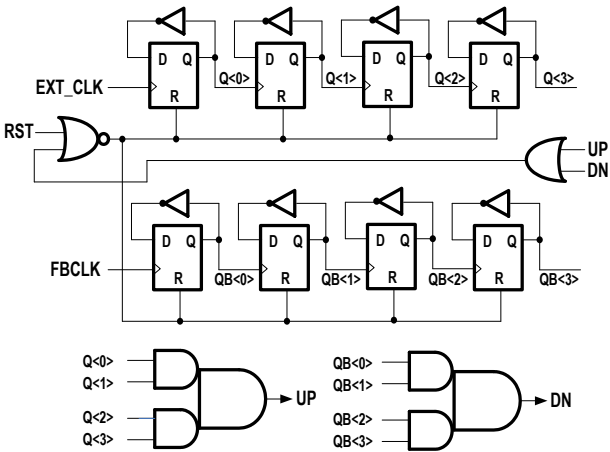 D Q D Q D Q D Q
Q<0> Q<1> Q<2> Q<3>
EXT_CLK
R R R R
RST
UP
DN
D Q D Q D Q D Q
FBCLK
R R R R
QB<0> QB<1> QB<2> QB<3>
Q<0>
Q<1>
UP
Q<2>
Q<3>
QB<0>
QB<1>
DN
QB<2>
QB<3>